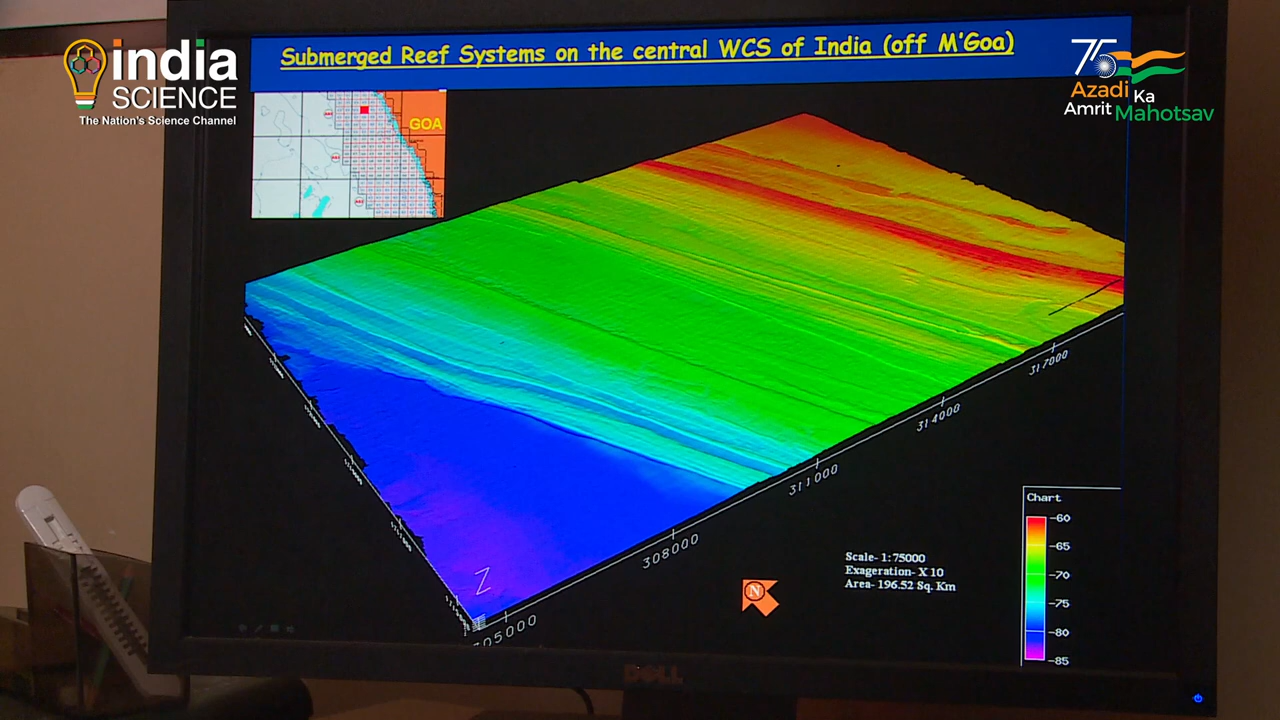 india
SCIENCE
The Nation's Science Channel
Submerged Reef Systems on the central WCS of India (off M'Goa)
75
Azadi Ka
Amrit Mahotsav
GOA
317000
314000
311000
308000
305000
Z
N
Scale- 1:75000
Exageration- X 10
Area- 196.52 Sq. Km
Chart
-60
-65
-70
-75
-80
-85
DELL